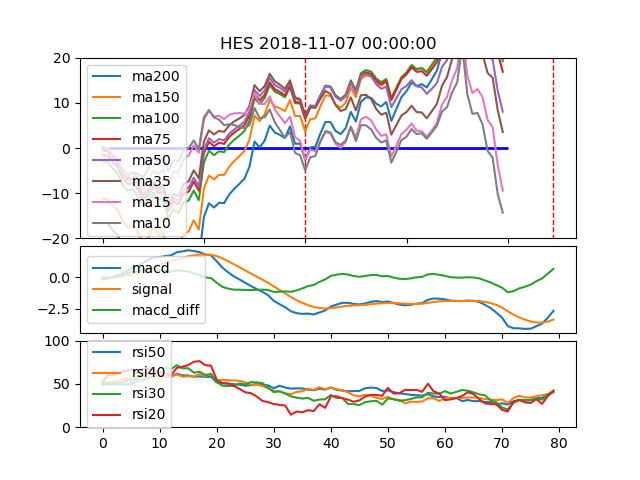 HES 2018-11-07 00:00:00
20
10
0
−10
−20
ma200
ma150
ma100
ma75
ma50
ma35
ma15
ma10
0.0
−2.5
macd
signal
macd_diff
100
50
0
rsi50
rsi40
rsi30
rsi20
0 10 20 30 40 50 60 70 80